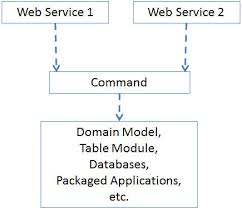 Web Service 1
Web Service 2
Command
Domain Model,
Table Module,
Databases,
Packaged Applications,
etc.